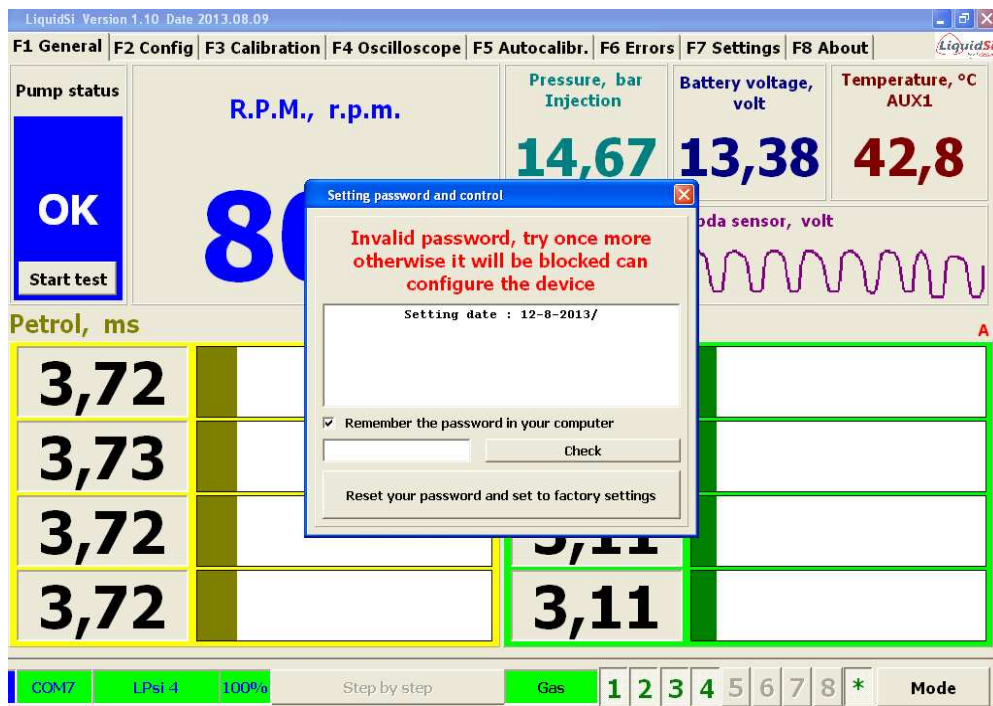 LiquidSi Version 1.10 Date 2013.08.09
F1 General F2 Config F3 Calibration F4 Oscilloscope F5 Autocalibr. F6 Errors F7 Settings F8 About
Pump status
OK
Start test
R.P.M., r.p.m.
Pressure, bar
Injection
14,67
Battery voltage,
volt
13,38
Temperature, °C
AUX1
42,8
sensor, volt
Setting password and control
Invalid password, try once more
otherwise it will be blocked can
configure the device
Setting date : 12-8-2013/
Remember the password in your computer
Check
Reset your password and set to factory settings
Petrol, ms
A
3,72
3,73
3,72
3,72
3,11
3,11
COM7 LPsi 4 100% Step by step Gas 1 2 3 4 5 6 7 8 * Mode